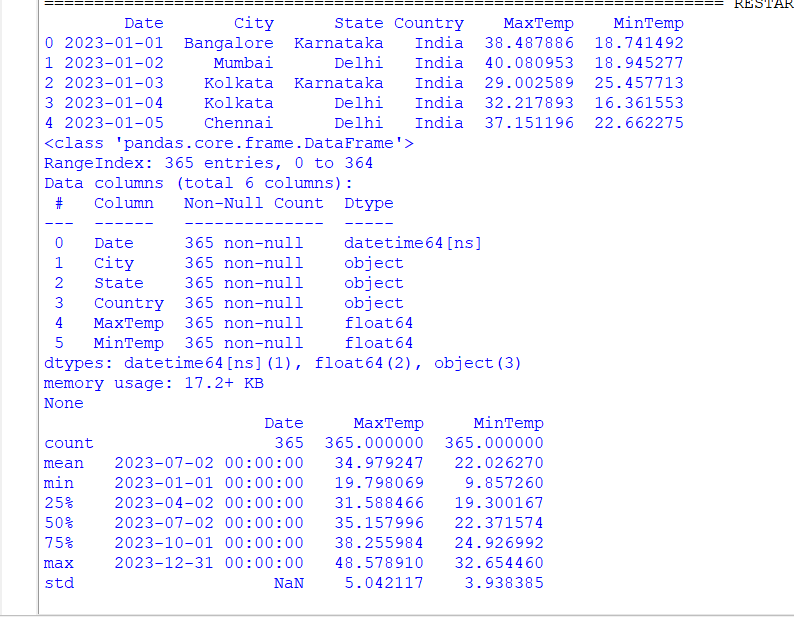 ======================================================================= RESTAR
        Date       City      State Country    MaxTemp    MinTemp
0 2023-01-01  Bangalore  Karnataka   India  38.487886  18.741492
1 2023-01-02     Mumbai      Delhi   India  40.080953  18.945277
2 2023-01-03    Kolkata  Karnataka   India  29.002589  25.457713
3 2023-01-04    Kolkata      Delhi   India  32.217893  16.361553
4 2023-01-05    Chennai      Delhi   India  37.151196  22.662275
<class 'pandas.core.frame.DataFrame'>
RangeIndex: 365 entries, 0 to 364
Data columns (total 6 columns):
 #   Column   Non-Null Count  Dtype
---  ------   --------------  -----
 0   Date     365 non-null    datetime64[ns]
 1   City     365 non-null    object
 2   State    365 non-null    object
 3   Country  365 non-null    object
 4   MaxTemp  365 non-null    float64
 5   MinTemp  365 non-null    float64
dtypes: datetime64[ns](1), float64(2), object(3)
memory usage: 17.2+ KB
None
                      Date     MaxTemp     MinTemp
count                  365  365.000000  365.000000
mean   2023-07-02 00:00:00   34.979247   22.026270
min    2023-01-01 00:00:00   19.798069    9.857260
25%    2023-04-02 00:00:00   31.588466   19.300167
50%    2023-07-02 00:00:00   35.157996   22.371574
75%    2023-10-01 00:00:00   38.255984   24.926992
max    2023-12-31 00:00:00   48.578910   32.654460
std                    NaN    5.042117    3.938385